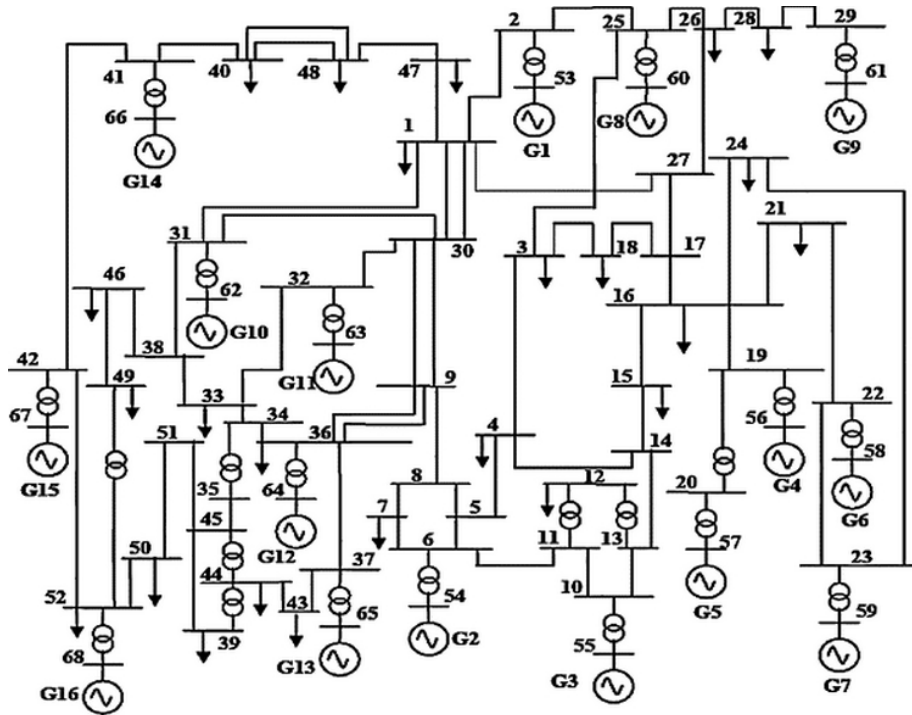 2 25 26 28 29
41 40 48 47
53 60 61
66
1 G1 G8 G9
24
G14 27
21
31 30 3 18 17
46 32
62 16
G10 63
38 19
42 G11 9 15
49 33 56 22
67 34 4
51 36 14 58
G15 8 12 20 G4
35 64 7 5 G6
45 6 11 13 57
50 G12 37 23
44 10 G5
52 43 54 59
39 65 G2 55
68 G13 G3 G7
G16